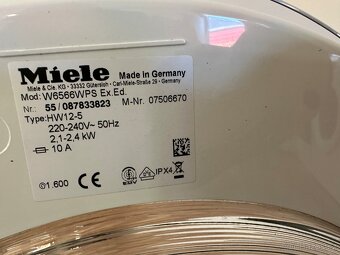 Miele Made in Germany
Miele & Cie. KG · 33332 Gütersloh · Carl-Miele-Straße 29 · Germany
Mod: W6566WPS Ex.Ed.
Nr.: 55 / 087833823 M-Nr. 07506670
Type: HW12-5
220-240V~ 50Hz
2,1-2,4 kW
10 A
©1.600 IPX4